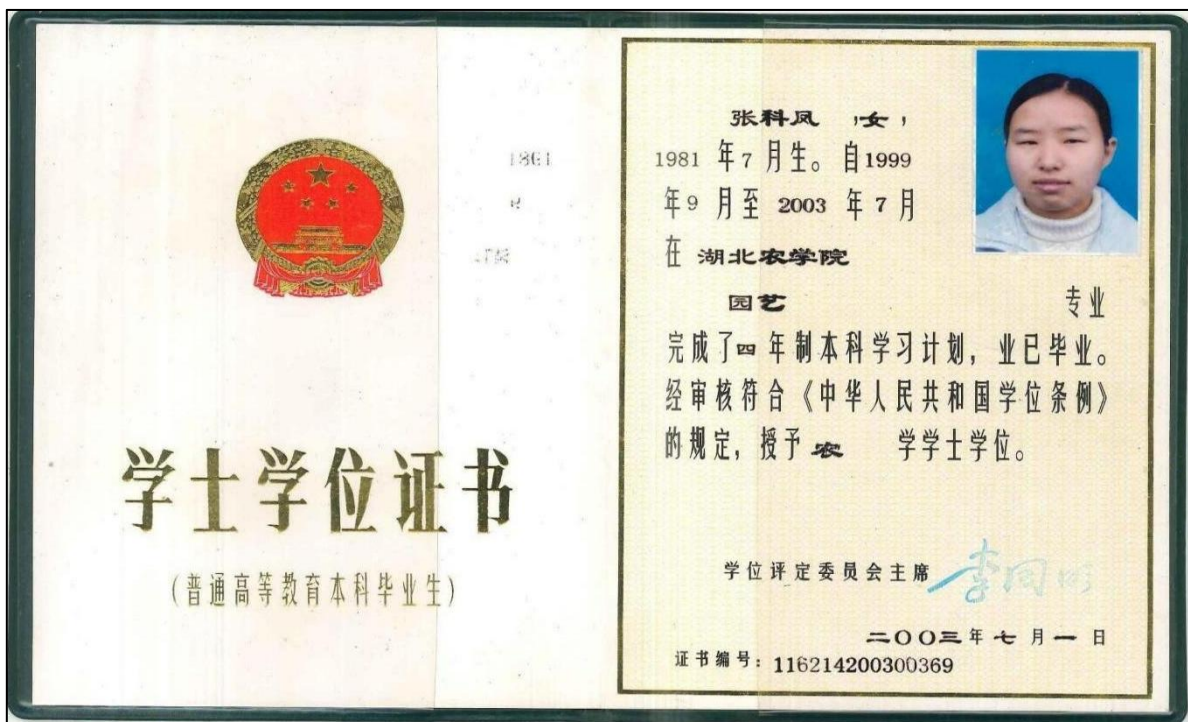 学士学位证书
(普通高等教育本科毕业生)
张科凤 ,女,
1981 年 7 月生。自1999
年9 月至 2003 年 7 月
在 湖北农学院
园艺 专业
完成了四年制本科学习计划,业已毕业。
经审核符合《中华人民共和国学位条例》
的规定,授予 农 学学士学位。
学位评定委员会主席
二〇〇三年 七 月 一 日
证书编号:116214200300369